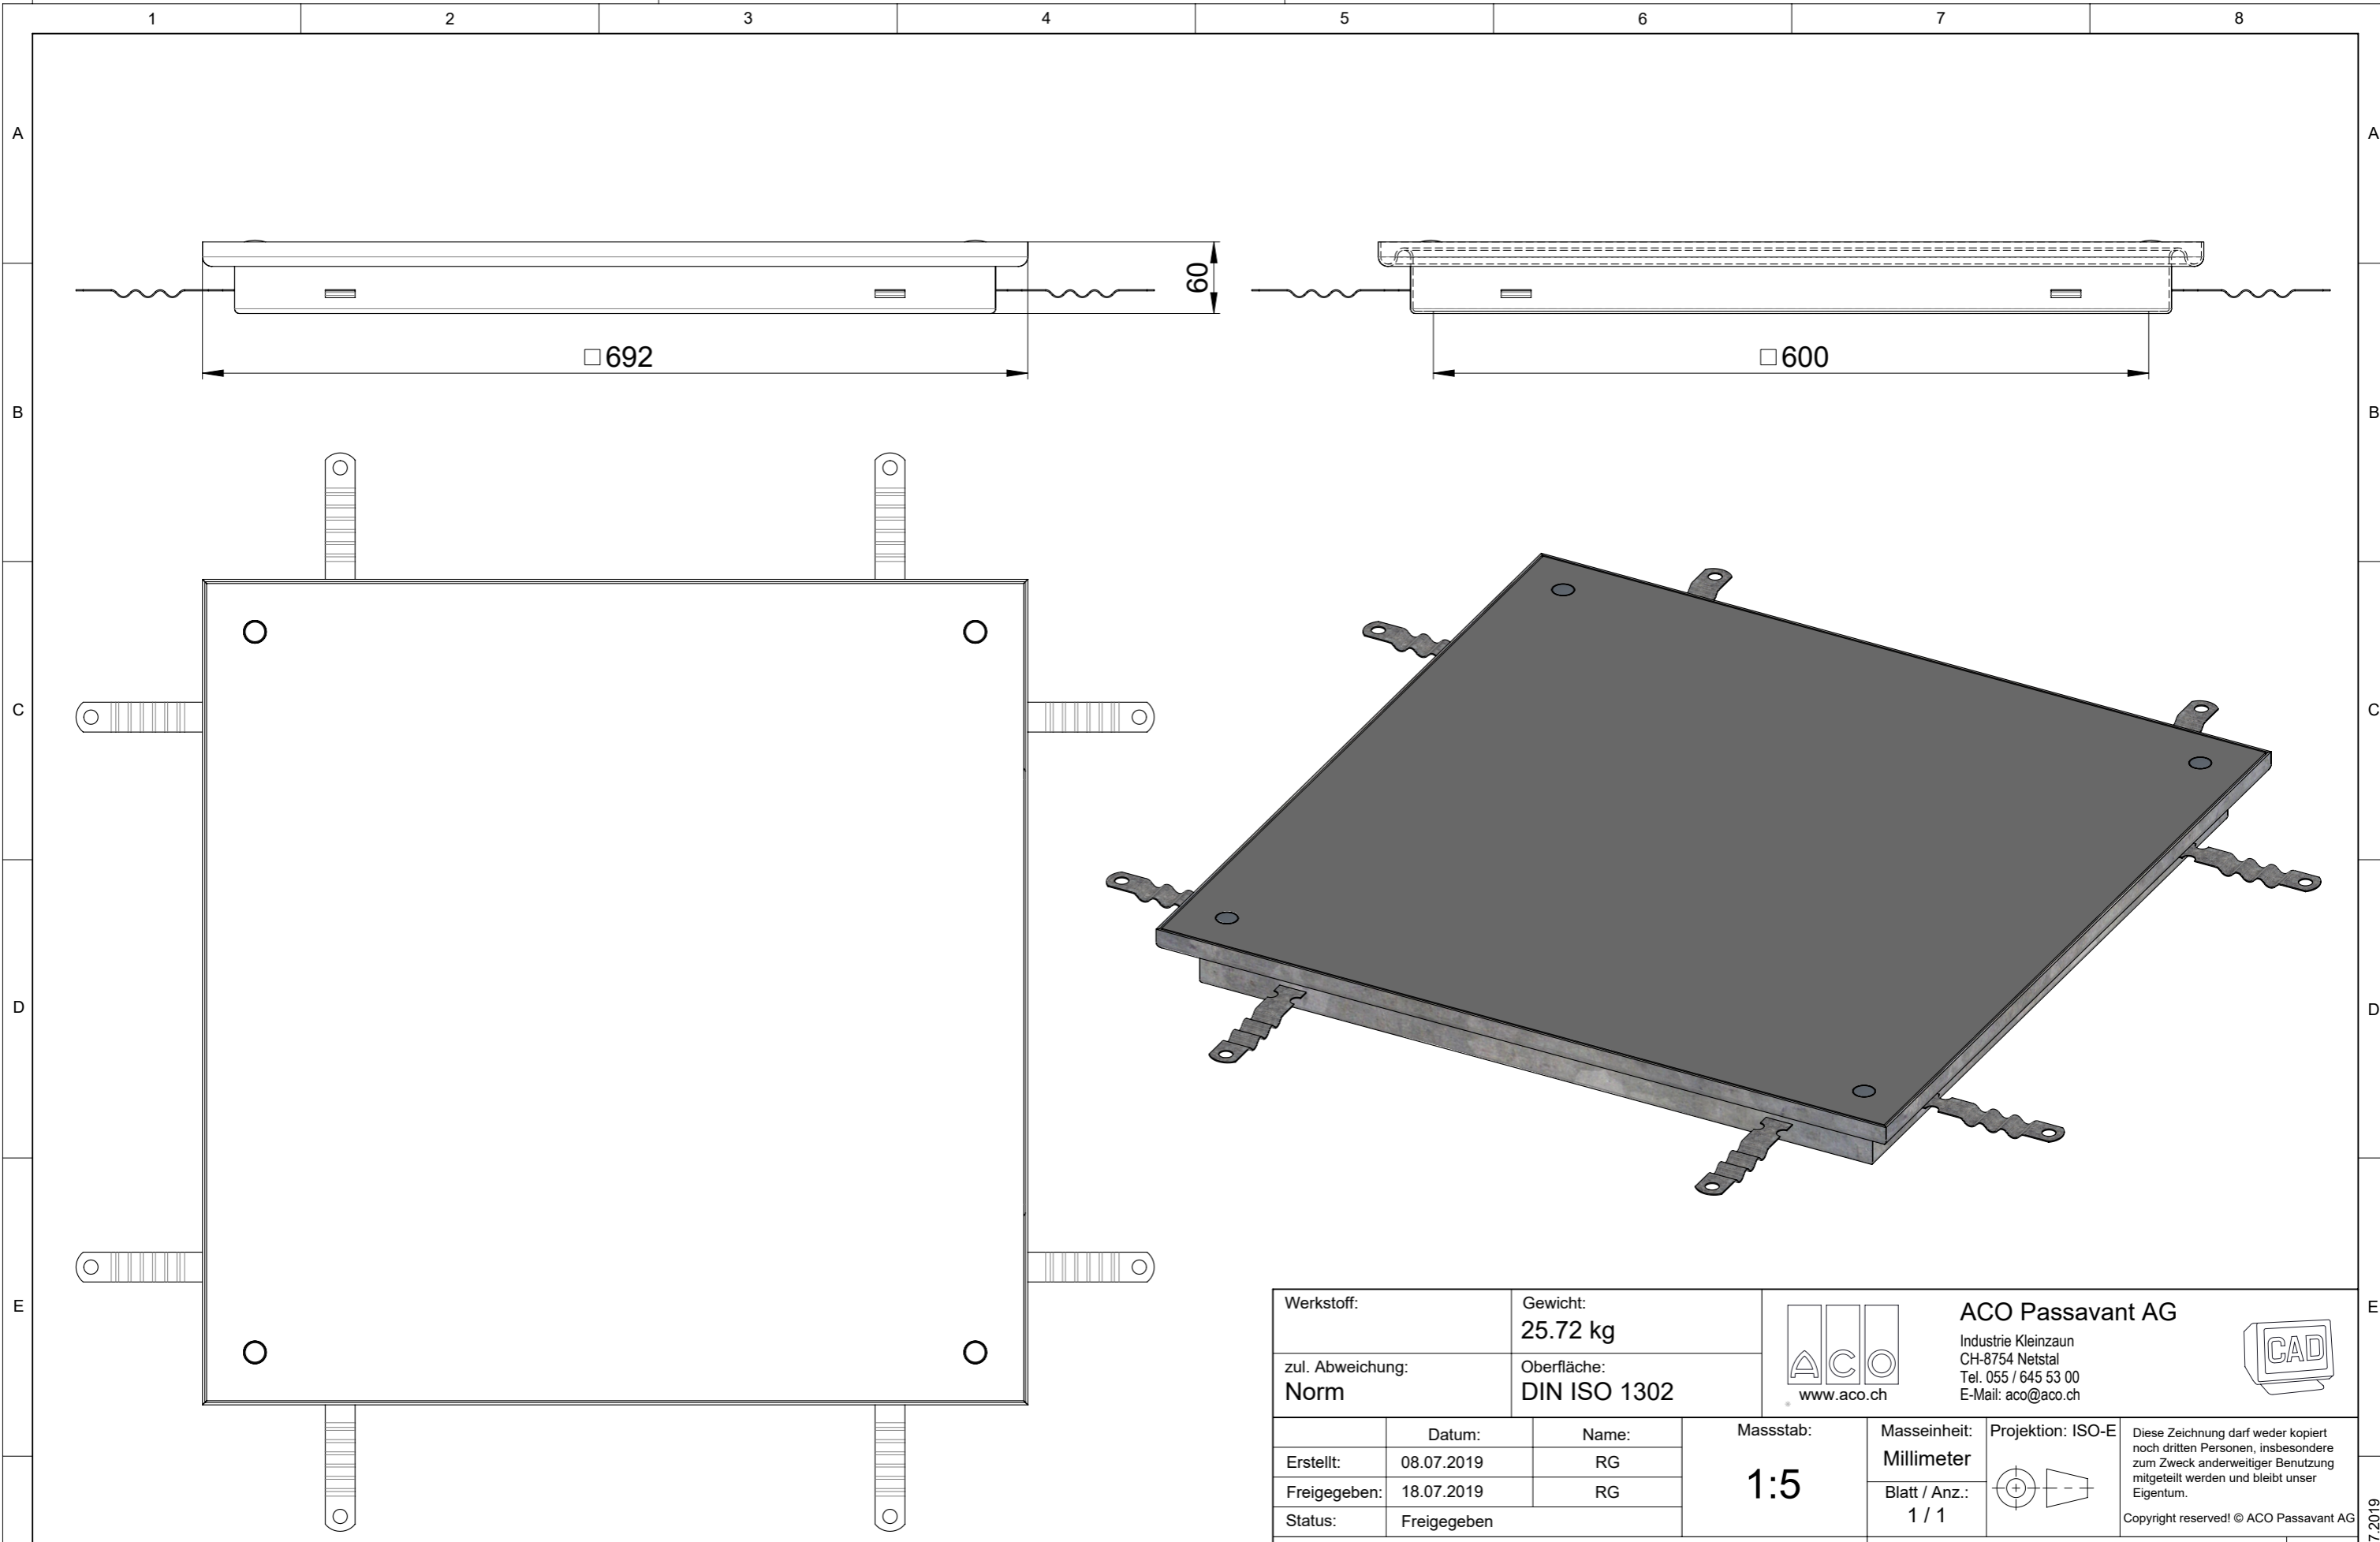 1 2 3 4 5 6 7 8
A A
60
□692
□600
B B
C C
D D
E E
Werkstoff:
Gewicht:
25.72 kg
zul. Abweichung:
Norm
Oberfläche:
DIN ISO 1302
ACO
www.aco.ch
ACO Passavant AG
Industrie Kleinzaun
CH-8754 Netstal
Tel. 055 / 645 53 00
E-Mail: aco@aco.ch
CAD
Datum: Name:
Erstellt: 08.07.2019 RG
Freigegeben: 18.07.2019 RG
Status: Freigegeben
Massstab:
1:5
Masseinheit:
Millimeter
Blatt / Anz.:
1 / 1
Projektion: ISO-E
Diese Zeichnung darf weder kopiert
noch dritten Personen, insbesondere
zum Zweck anderweitiger Benutzung
mitgeteilt werden und bleibt unser
Eigentum.
Copyright reserved! © ACO Passavant AG
7.2019